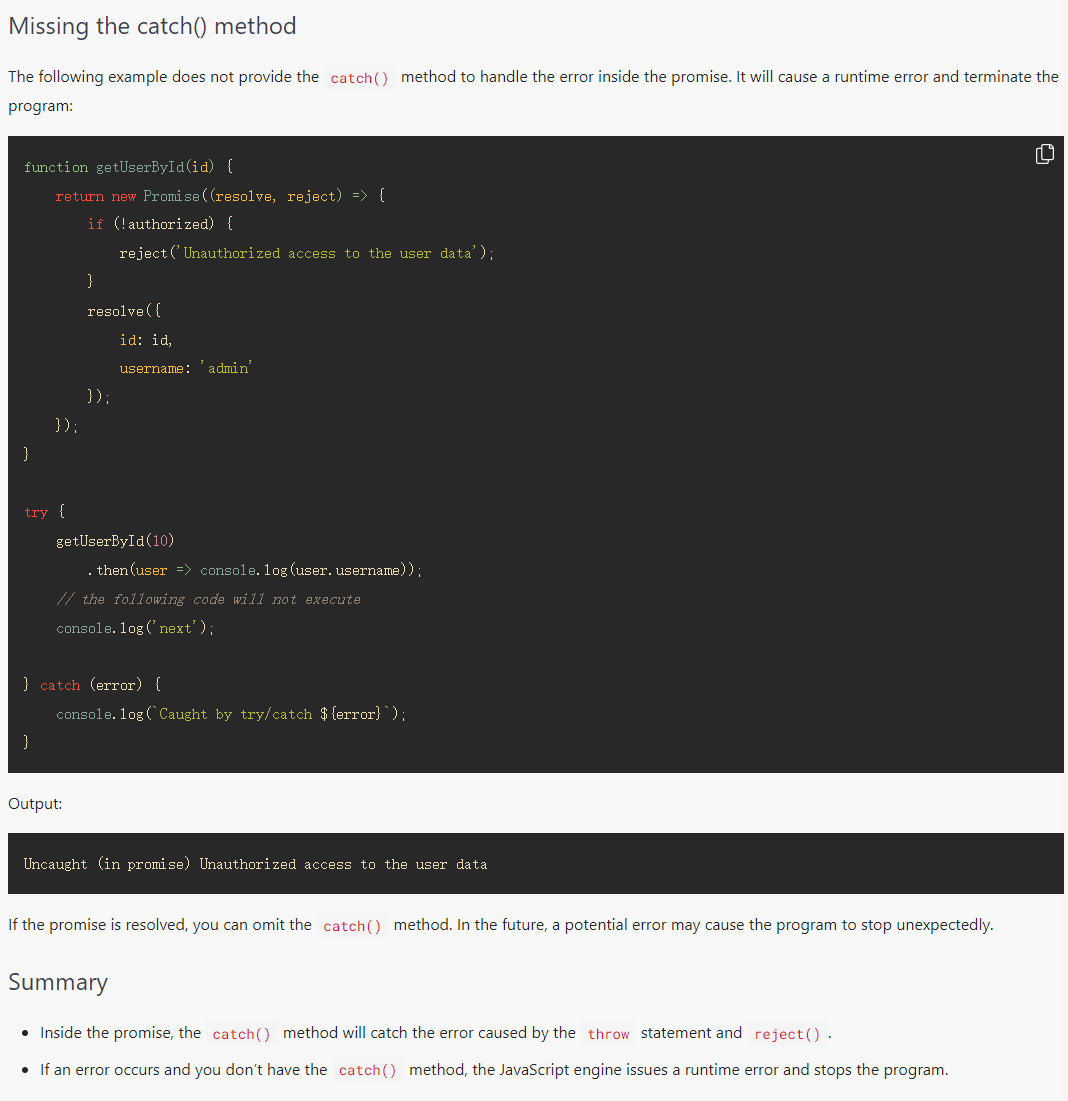 Missing the catch() method
The following example does not provide the catch() method to handle the error inside the promise. It will cause a runtime error and terminate the
program:
function getUserById(id) {
    return new Promise((resolve, reject) => {
        if (!authorized) {
            reject('Unauthorized access to the user data');
        }
        resolve({
            id: id,
            username: 'admin'
        });
    });
}
try {
    getUserById(10)
        .then(user => console.log(user.username));
    // the following code will not execute
    console.log('next');
} catch (error) {
    console.log(`Caught by try/catch ${error}`);
}
Output:
Uncaught (in promise) Unauthorized access to the user data
If the promise is resolved, you can omit the catch() method. In the future, a potential error may cause the program to stop unexpectedly.
Summary
• Inside the promise, the catch() method will catch the error caused by the throw statement and reject() .
• If an error occurs and you don’t have the catch() method, the JavaScript engine issues a runtime error and stops the program.